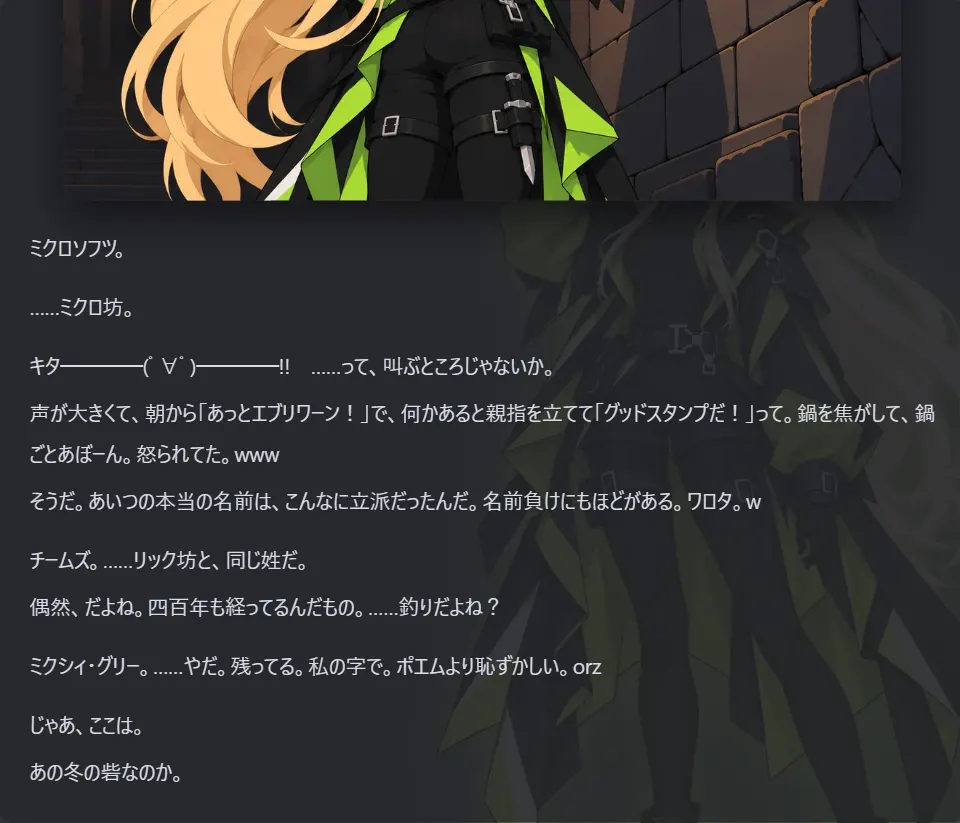 ミクロソフツ。
……ミクロ坊。
キタ━━━━━(ﾟ∀ﾟ)━━━━━!!　……って、叫ぶところじゃないか。
声が大きくて、朝から「あっとエブリワーン！」で、何かあると親指を立てて「グッドスタンプだ！」って。鍋を焦がして、鍋
ごとあぼーん。怒られてた。www
そうだ。あいつの本当の名前は、こんなに立派だったんだ。名前負けにもほどがある。ワロタ。w
チームズ。……リック坊と、同じ姓だ。
偶然、だよね。四百年も経ってるんだもの。……釣りだよね？
ミクシィ・グリー。……やだ。残ってる。私の字で。ポエムより恥ずかしい。orz
じゃあ、ここは。
あの冬の砦なのか。